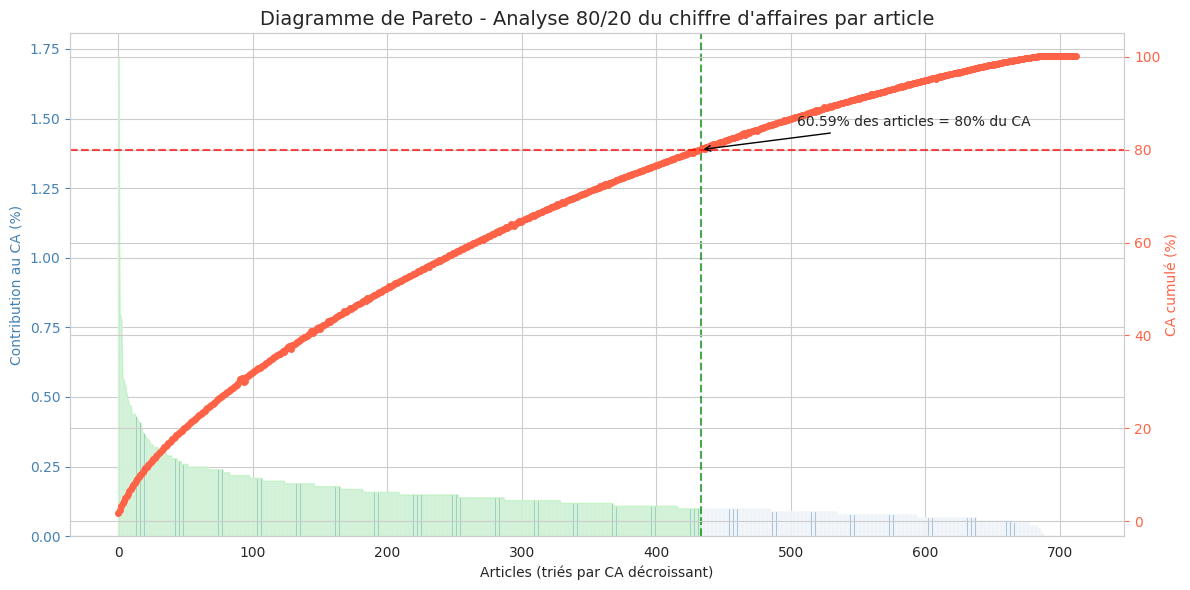 Diagramme de Pareto - Analyse 80/20 du chiffre d'affaires par article
Contribution au CA (%)
1.75
1.50
1.25
1.00
0.75
0.50
0.25
0.00
60.59% des articles = 80% du CA
100
80
60
40
20
0
CA cumulé (%)
0 100 200 300 400 500 600 700
Articles (triés par CA décroissant)